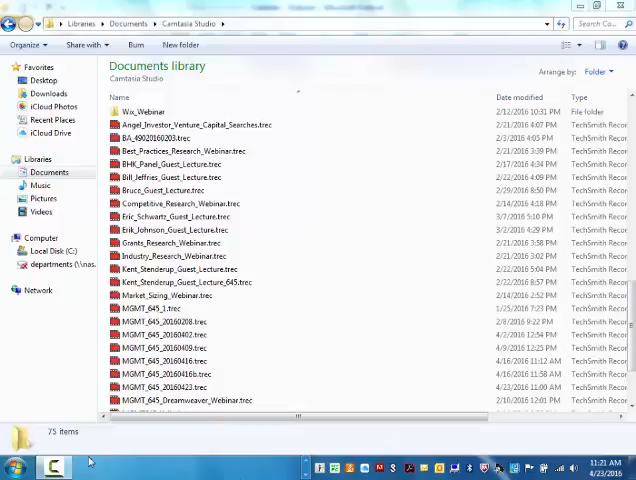 Libraries ▸ Documents ▸ Camtasia Studio ▸
Search Ca...
Organize Share with Burn New folder
Favorites
Desktop
Downloads
iCloud Photos
Recent Places
iCloud Drive
Libraries
Documents
Music
Pictures
Videos
Computer
Local Disk (C:)
departments (\\nas.
Network
Documents library
Camtasia Studio
Arrange by: Folder
Name Date modified Type
Wix_Webinar 2/12/2016 10:31 PM File folder
Angel_Investor_Venture_Capital_Searches.trec 2/21/2016 4:07 PM TechSmith Recor
BA_49020160203.trec 2/3/2016 4:05 PM TechSmith Recor
Best_Practices_Research_Webinar.trec 2/21/2016 3:39 PM TechSmith Recor
BHK_Panel_Guest_Lecture.trec 2/17/2016 4:34 PM TechSmith Recor
Bill_Jeffries_Guest_Lecture.trec 2/22/2016 4:09 PM TechSmith Recor
Bruce_Guest_Lecture.trec 2/29/2016 8:50 PM TechSmith Recor
Competitive_Research_Webinar.trec 2/14/2016 4:18 PM TechSmith Recor
Eric_Schwartz_Guest_Lecture.trec 3/7/2016 5:10 PM TechSmith Recor
Erik_Johnson_Guest_Lecture.trec 3/2/2016 4:29 PM TechSmith Recor
Grants_Research_Webinar.trec 2/21/2016 3:58 PM TechSmith Recor
Industry_Research_Webinar.trec 2/21/2016 4:23 PM TechSmith Recor
Kent_Stenderup_Guest_Lecture.trec 2/22/2016 5:04 PM TechSmith Recor
Kent_Stenderup_Guest_Lecture_645.trec 2/22/2016 8:57 PM TechSmith Recor
Market_Sizing_Webinar.trec 2/14/2016 2:52 PM TechSmith Recor
MGMT_645_1.trec 1/25/2016 7:23 PM TechSmith Recor
MGMT_645_20160208.trec 2/8/2016 9:22 PM TechSmith Recor
MGMT_645_20160402.trec 4/2/2016 12:54 PM TechSmith Recor
MGMT_645_20160409.trec 4/9/2016 12:25 PM TechSmith Recor
MGMT_645_20160416.trec 4/16/2016 11:12 AM TechSmith Recor
MGMT_645_20160416b.trec 4/16/2016 11:58 AM TechSmith Recor
MGMT_645_20160423.trec 4/23/2016 11:00 AM TechSmith Recor
MGMT_645_Dreamweaver_Webinar.trec 2/10/2016 12:01 PM TechSmith Recor
75 items
11:21 AM
4/23/2016